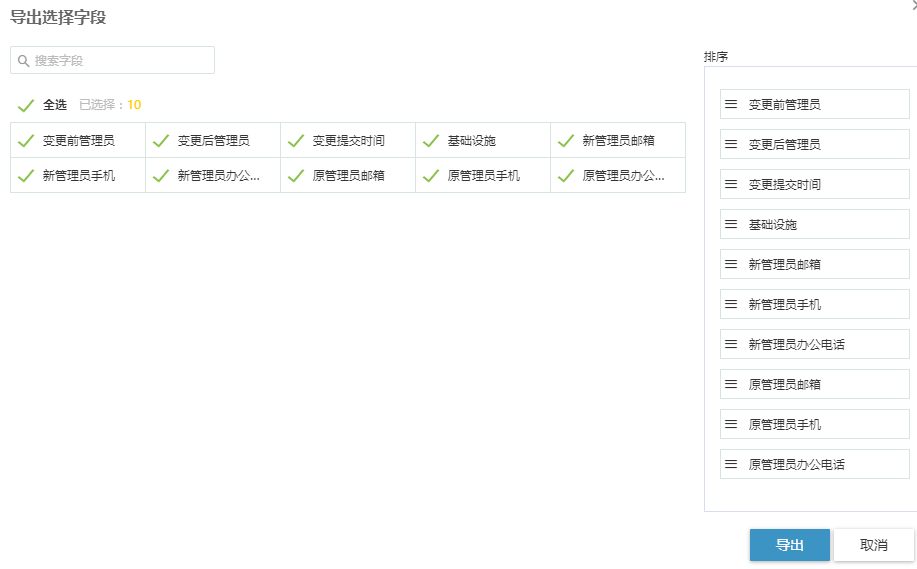 导出选择字段
搜索字段
全选 已选择：10
变更前管理员 变更后管理员 变更提交时间 基础设施 新管理员邮箱
新管理员手机 新管理员办公... 原管理员邮箱 原管理员手机 原管理员办公...
排序
变更前管理员
变更后管理员
变更提交时间
基础设施
新管理员邮箱
新管理员手机
新管理员办公电话
原管理员邮箱
原管理员手机
原管理员办公电话
导出 取消